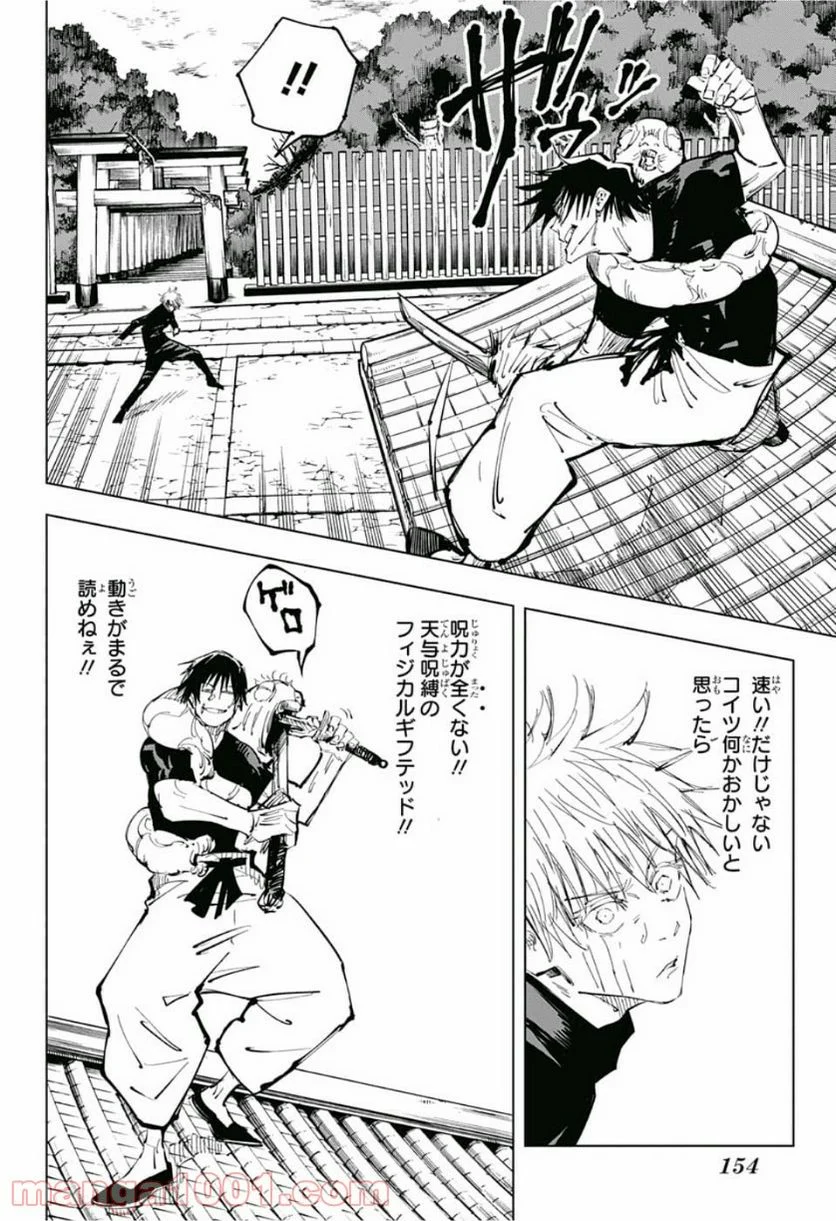 ザウッ
!!
速い!!だけじゃない
コイツ何かおかしいと
思ったら
呪力が全くない!!
天与呪縛の
フィジカルギフテッド!!
ゲロ
動きがまるで
読めねぇ!!
154
manga1001.com